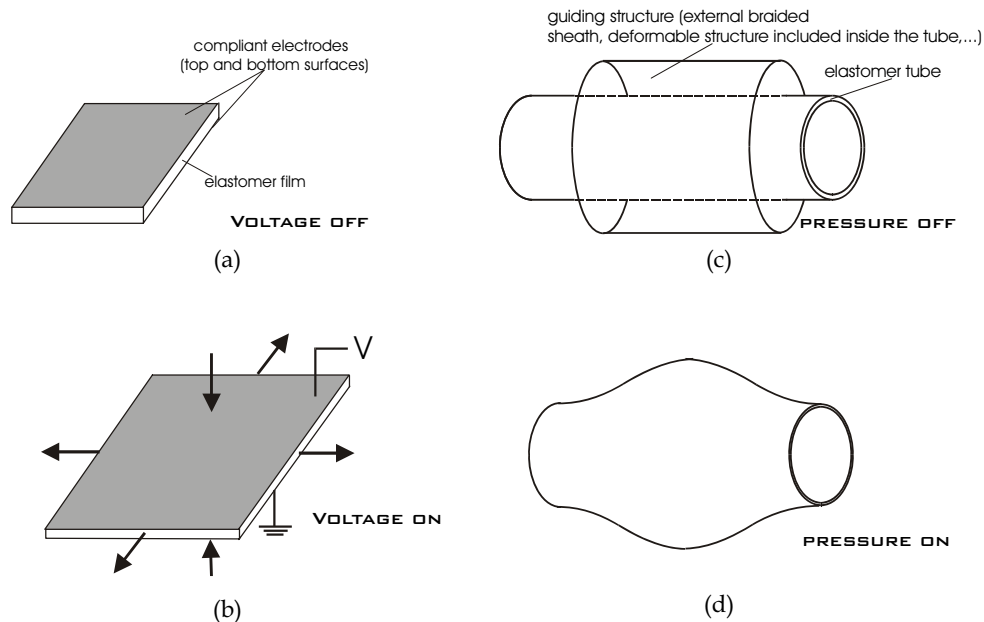 compliant electrodes
(top and bottom surfaces)
elastomer film
VOLTAGE OFF
(a)
guiding structure (external braided
sheath, deformable structure included inside the tube,...)
elastomer tube
PRESSURE OFF
(c)
V
VOLTAGE ON
(b)
PRESSURE ON
(d)